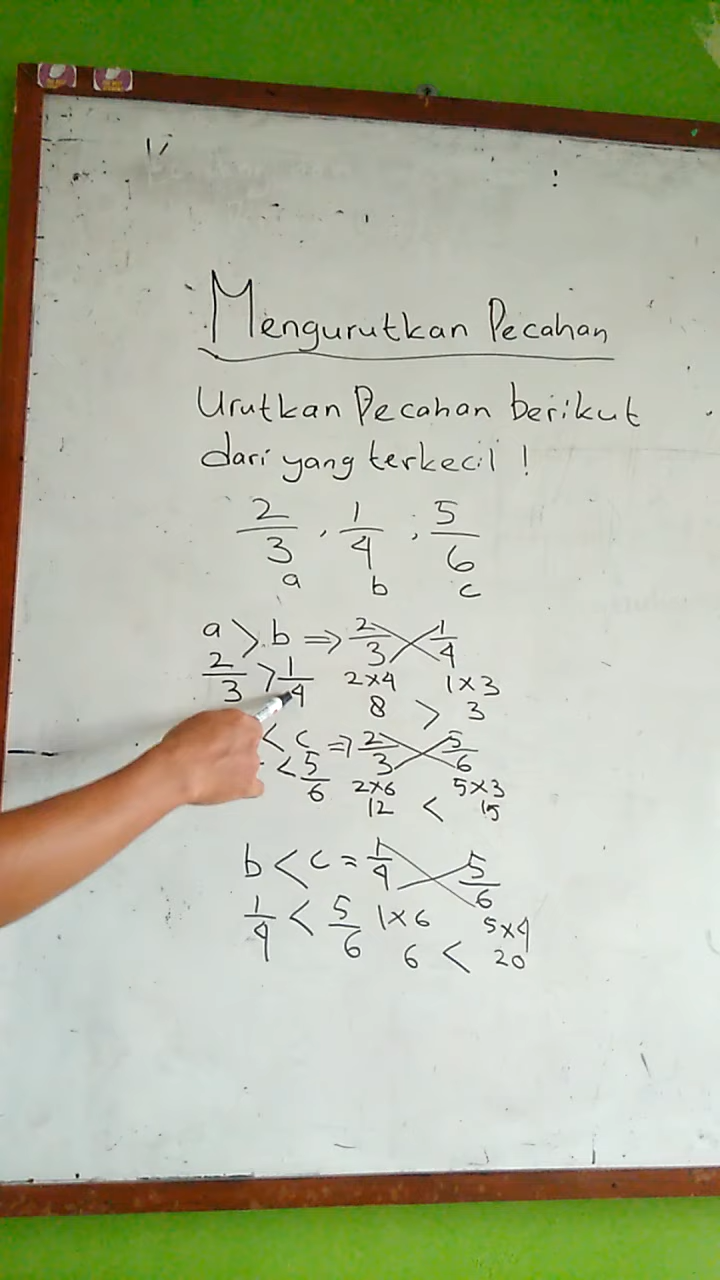 Mengurutkan Pecahan
Urutkan Pecahan berikut
dari yang terkecil !
2/3 , 1/4 , 5/6
a b c
a > b ⇒ 2/3 1/4
2/3 > 1/4 2x4 1x3
8 > 3
< c ⇒ 2/3 5/6
< 5/6 2x6 5x3
12 < 15
b < c = 1/4 5/6
1/4 < 5/6 1x6 5x4
6 < 20